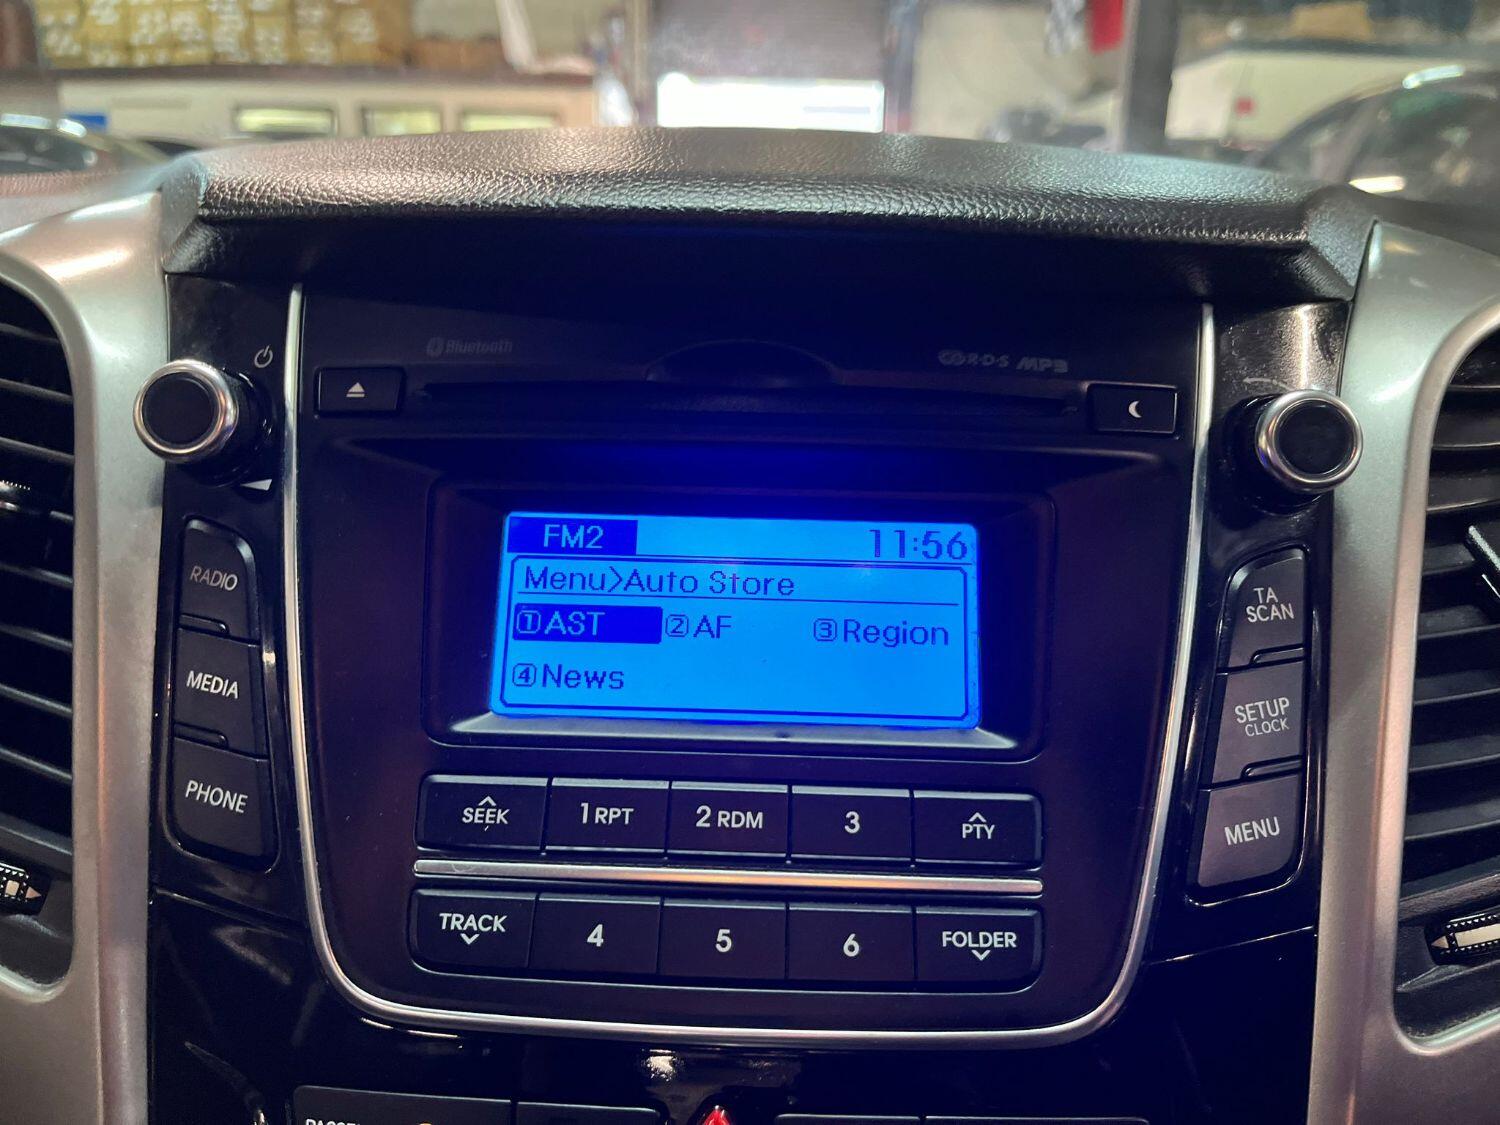 Bluetooth
R·D·S MP3
FM2 11:56
Menu>Auto Store
①AST ②AF ③Region
④News
RADIO
MEDIA
PHONE
TA
SCAN
SETUP
CLOCK
MENU
SEEK 1 RPT 2 RDM 3 PTY
TRACK 4 5 6 FOLDER